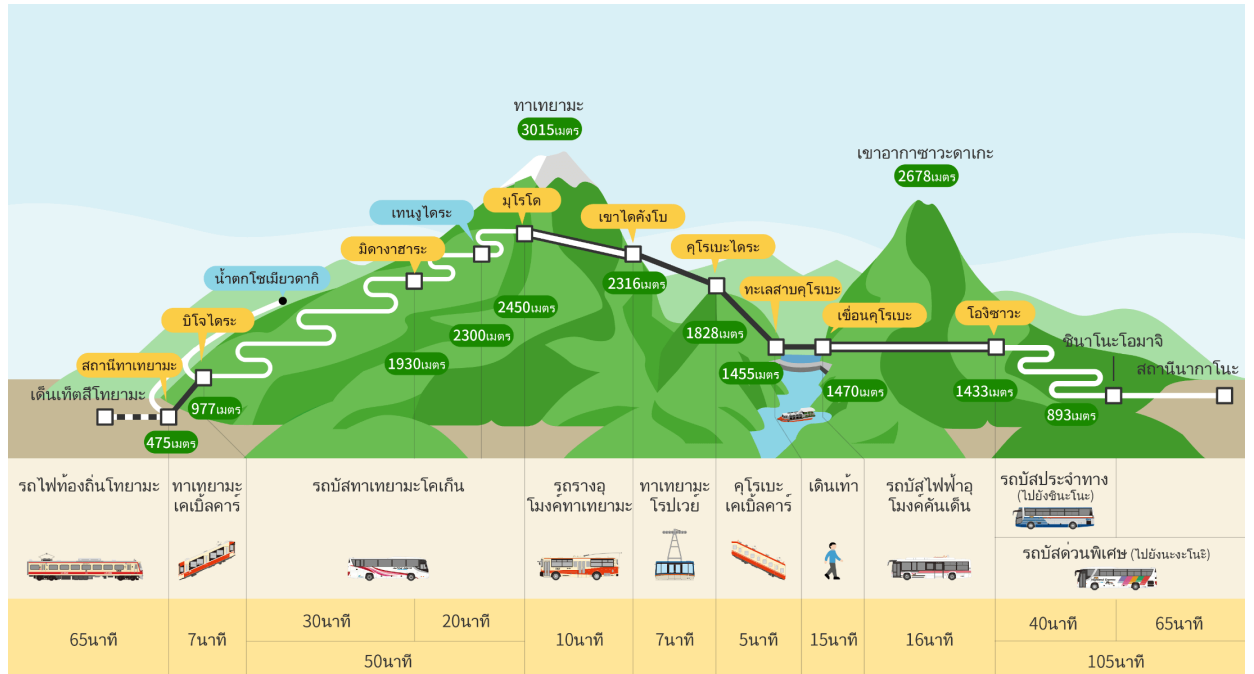 ทาเทยามะ
3015เมตร
เขาอากาซาวะดาเกะ
2678เมตร
มุโรโด
เทนงูไดระ
เขาไดคังโบ
มิดางาฮาระ
คุโรเบะไดระ
น้ำตกโชเมียวดากิ
2316เมตร
ทะเลสาบคุโรเบะ
2450เมตร
บิโจไดระ
เขื่อนคุโรเบะ
โอกิซาวะ
2300เมตร
1828เมตร
ชินาโนะโอมาจิ
สถานีทาเทยามะ
1930เมตร
สถานีนากาโนะ
1455เมตร
1470เมตร
1433เมตร
เด็นเท็ตสึโทยามะ
977เมตร
893เมตร
475เมตร
รถไฟท้องถิ่นโทยามะ
ทาเทยามะ
เคเบิ้ลคาร์
รถบัสทาเทยามะโคเก็น
รถรางอุ
โมงค์ทาเทยามะ
ทาเทยามะ
โรปเวย์
คุโรเบะ
เคเบิ้ลคาร์
เดินเท้า
รถบัสไฟฟ้าอุ
โมงค์คันเด็น
รถบัสประจำทาง
(ไปยังชินะโนะ)
รถบัสด่วนพิเศษ (ไปยังนะงะโนะ)
65นาที
7นาที
30นาที
20นาที
50นาที
10นาที
7นาที
5นาที
15นาที
16นาที
40นาที
65นาที
105นาที